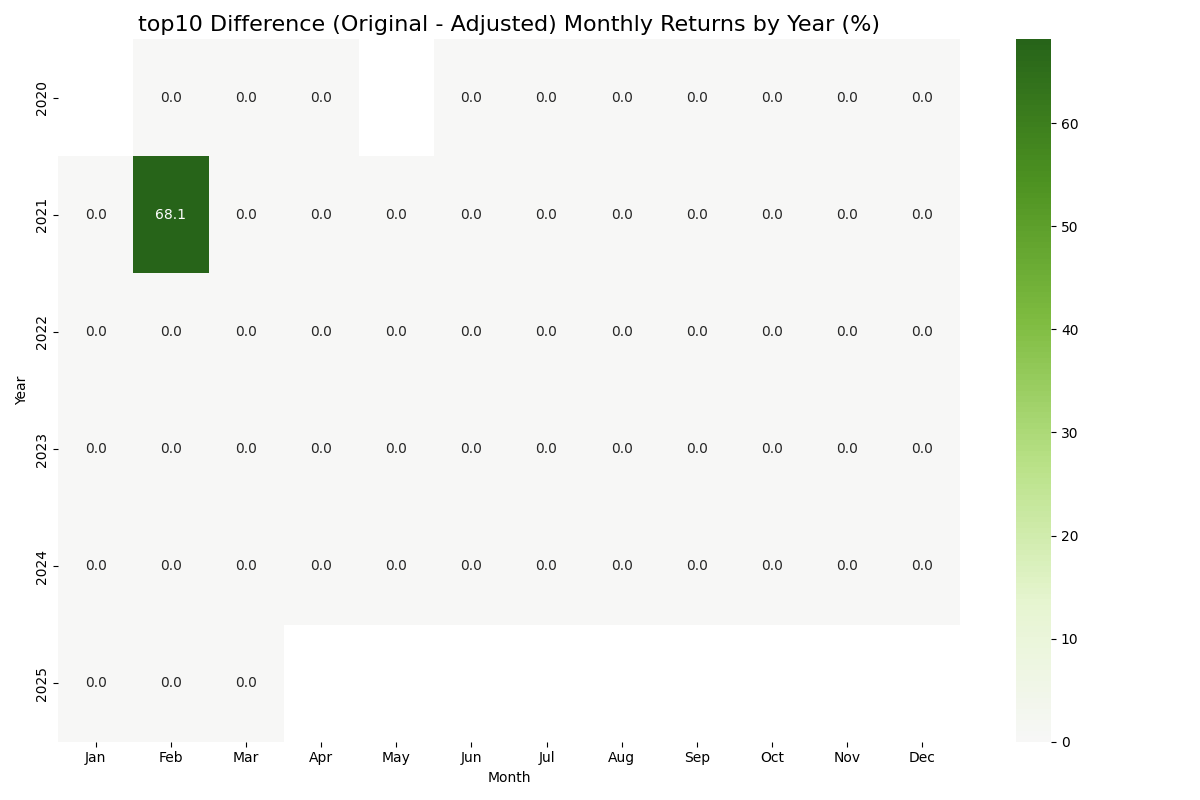 top10 Difference (Original - Adjusted) Monthly Returns by Year (%)
2020 0.0 0.0 0.0 0.0 0.0 0.0 0.0 0.0 0.0 0.0
2021 0.0 68.1 0.0 0.0 0.0 0.0 0.0 0.0 0.0 0.0 0.0 0.0
2022 0.0 0.0 0.0 0.0 0.0 0.0 0.0 0.0 0.0 0.0 0.0 0.0
2023 0.0 0.0 0.0 0.0 0.0 0.0 0.0 0.0 0.0 0.0 0.0 0.0
2024 0.0 0.0 0.0 0.0 0.0 0.0 0.0 0.0 0.0 0.0 0.0 0.0
2025 0.0 0.0 0.0
Year
Jan Feb Mar Apr May Jun Jul Aug Sep Oct Nov Dec
Month
60
50
40
30
20
10
0